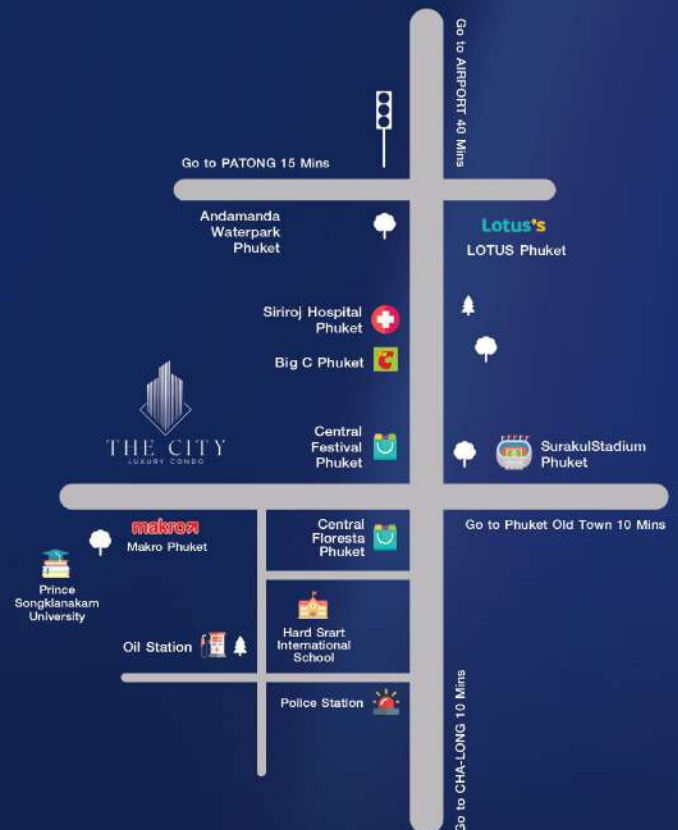 Go to AIRPORT 40 Mins
Go to PATONG 15 Mins
Andamanda
Waterpark
Phuket
Lotus's
LOTUS Phuket
Siriroj Hospital
Phuket
Big C Phuket
THE CITY
LUXURY CONDO
Central
Festival
Phuket
SurakulStadium
Phuket
makro
Makro Phuket
Central
Floresta
Phuket
Go to Phuket Old Town 10 Mins
Prince
Songklanakarn
University
Oil Station
Hard Srart
International
School
Police Station
Go to CHA-LONG 10 Mins